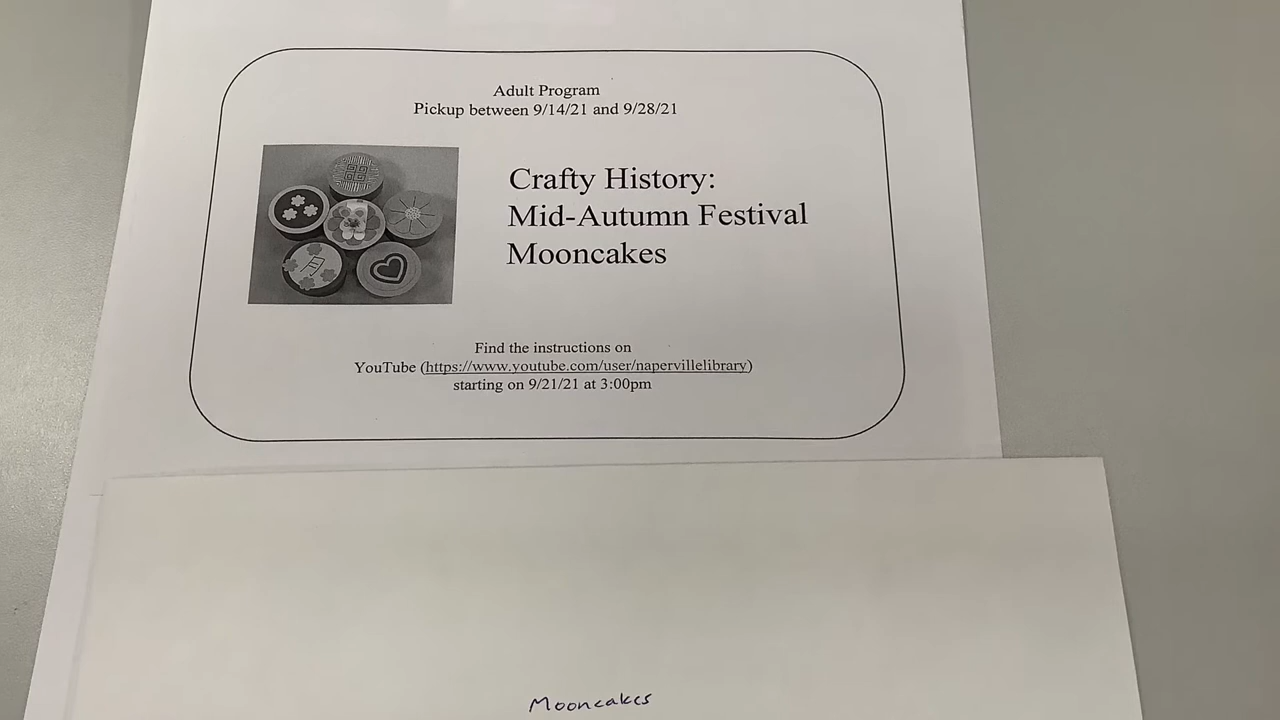 Adult Program
Pickup between 9/14/21 and 9/28/21
Crafty History:
Mid-Autumn Festival
Mooncakes
月
Find the instructions on
YouTube (https://www.youtube.com/user/napervillelibrary)
starting on 9/21/21 at 3:00pm
Mooncakes